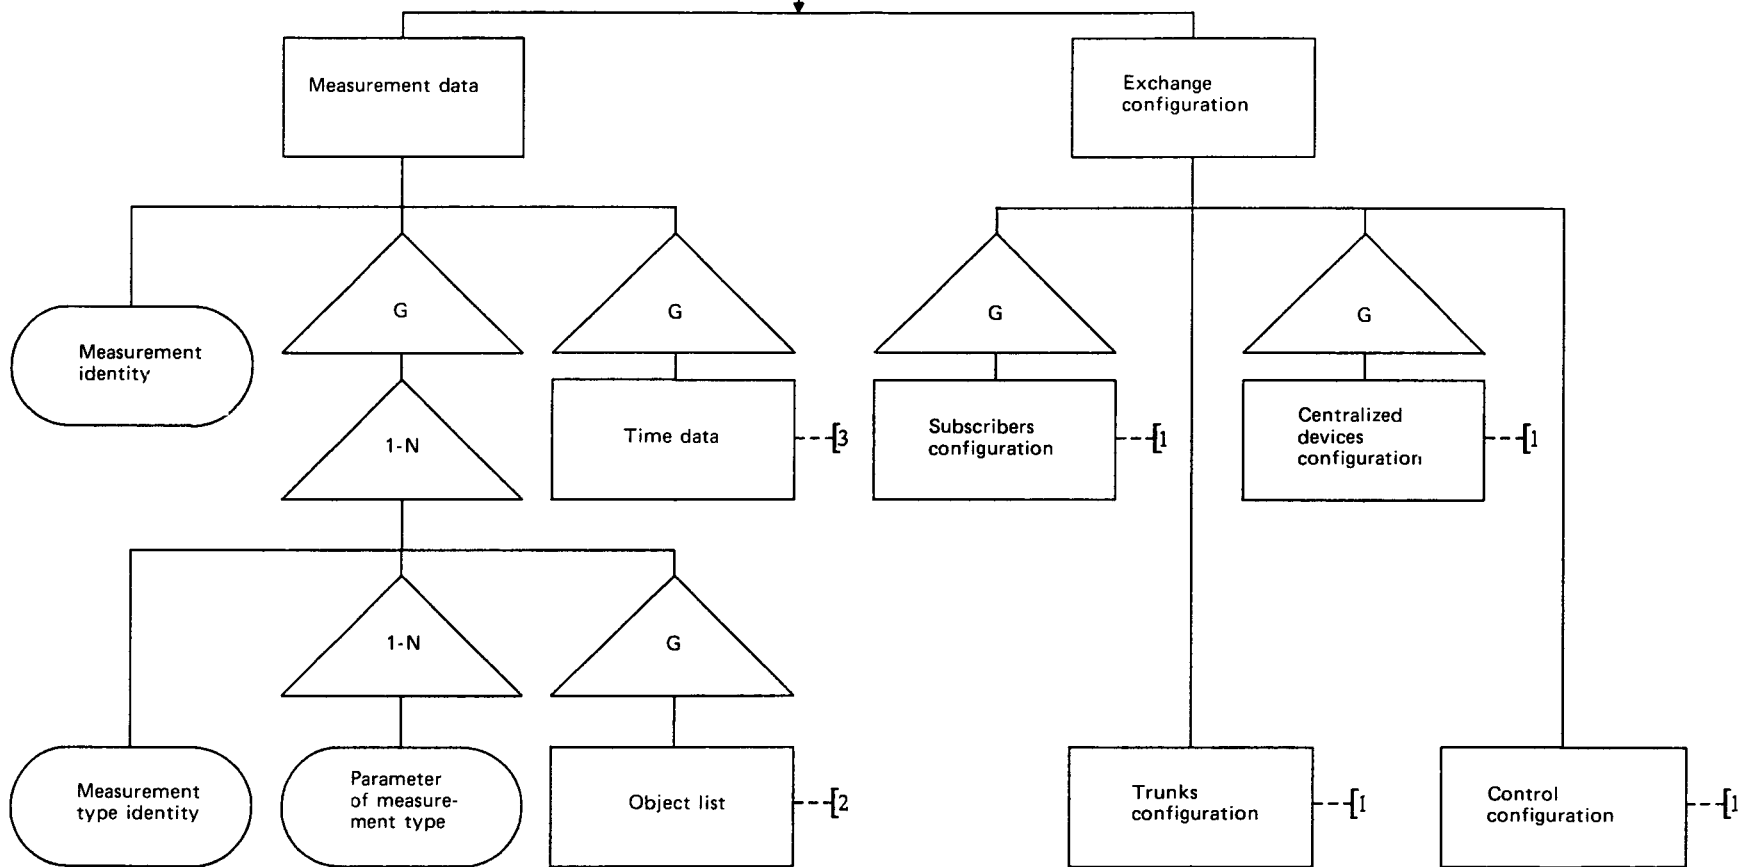 Measurement data
Exchange
configuration
G
G
G
G
Measurement
identity
1-N
Time data
[3
Subscribers
configuration
[1
Centralized
devices
configuration
[1
1-N
G
Measurement
type identity
Parameter
of measure-
ment type
Object list
[2
Trunks
configuration
[1
Control
configuration
[1